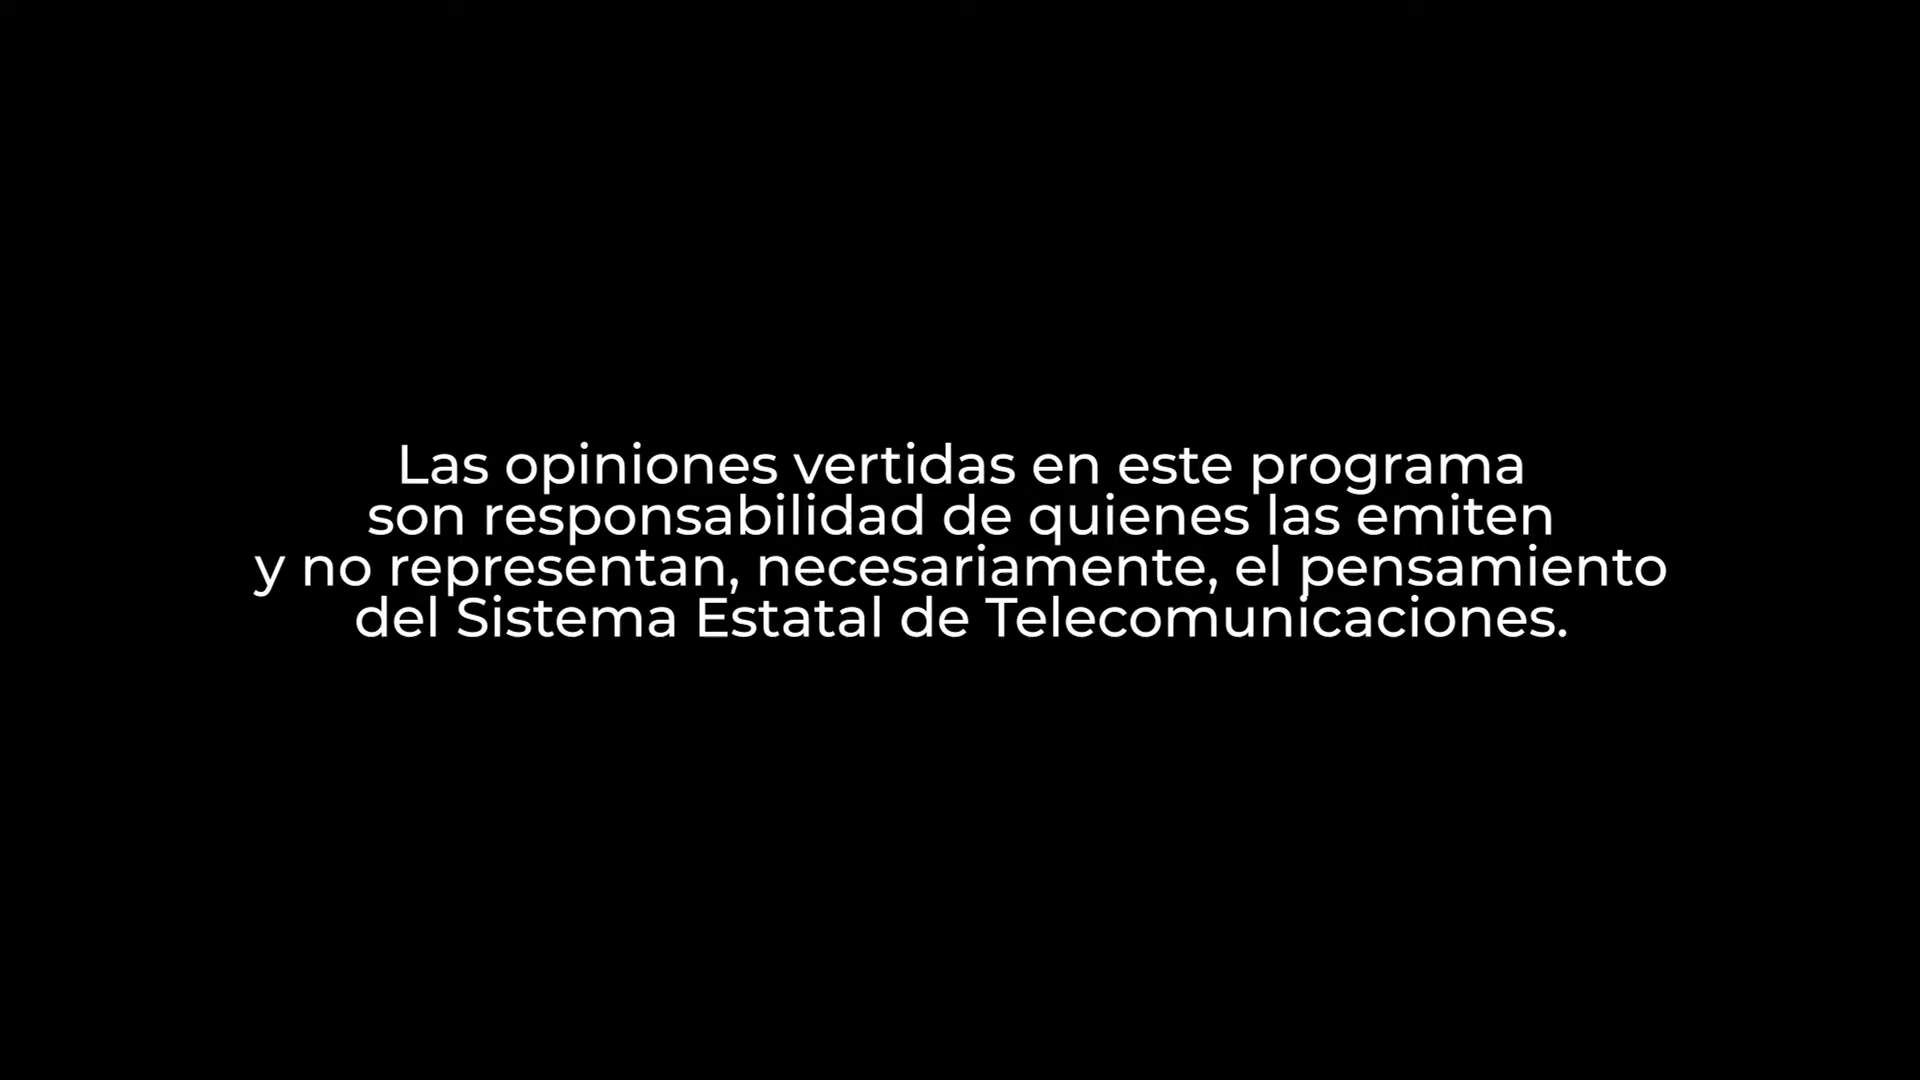 Las opiniones vertidas en este programa
son responsabilidad de quienes las emiten
y no representan, necesariamente, el pensamiento
del Sistema Estatal de Telecomunicaciones.